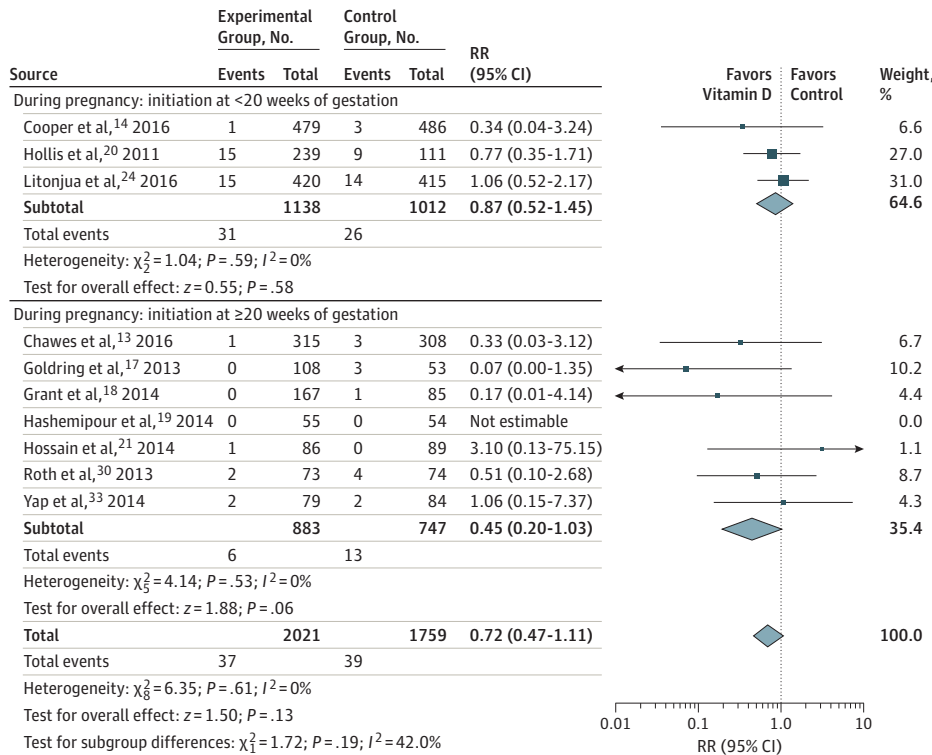 Experimental Group, No. Control Group, No.
Source Events Total Events Total RR (95% CI) Favors Vitamin D Favors Control Weight, %
During pregnancy: initiation at <20 weeks of gestation
Cooper et al,14 2016 1 479 3 486 0.34 (0.04-3.24) 6.6
Hollis et al,20 2011 15 239 9 111 0.77 (0.35-1.71) 27.0
Litonjua et al,24 2016 15 420 14 415 1.06 (0.52-2.17) 31.0
Subtotal 1138 1012 0.87 (0.52-1.45) 64.6
Total events 31 26
Heterogeneity: χ²₂=1.04; P=.59; I²=0%
Test for overall effect: z=0.55; P=.58
During pregnancy: initiation at ≥20 weeks of gestation
Chawes et al,13 2016 1 315 3 308 0.33 (0.03-3.12) 6.7
Goldring et al,17 2013 0 108 3 53 0.07 (0.00-1.35) 10.2
Grant et al,18 2014 0 167 1 85 0.17 (0.01-4.14) 4.4
Hashemipour et al,19 2014 0 55 0 54 Not estimable 0.0
Hossain et al,21 2014 1 86 0 89 3.10 (0.13-75.15) 1.1
Roth et al,30 2013 2 73 4 74 0.51 (0.10-2.68) 8.7
Yap et al,33 2014 2 79 2 84 1.06 (0.15-7.37) 4.3
Subtotal 883 747 0.45 (0.20-1.03) 35.4
Total events 6 13
Heterogeneity: χ²₅=4.14; P=.53; I²=0%
Test for overall effect: z=1.88; P=.06
Total 2021 1759 0.72 (0.47-1.11) 100.0
Total events 37 39
Heterogeneity: χ²₈=6.35; P=.61; I²=0%
Test for overall effect: z=1.50; P=.13
Test for subgroup differences: χ²₁=1.72; P=.19; I²=42.0%
0.01 0.1 1.0 10
RR (95% CI)